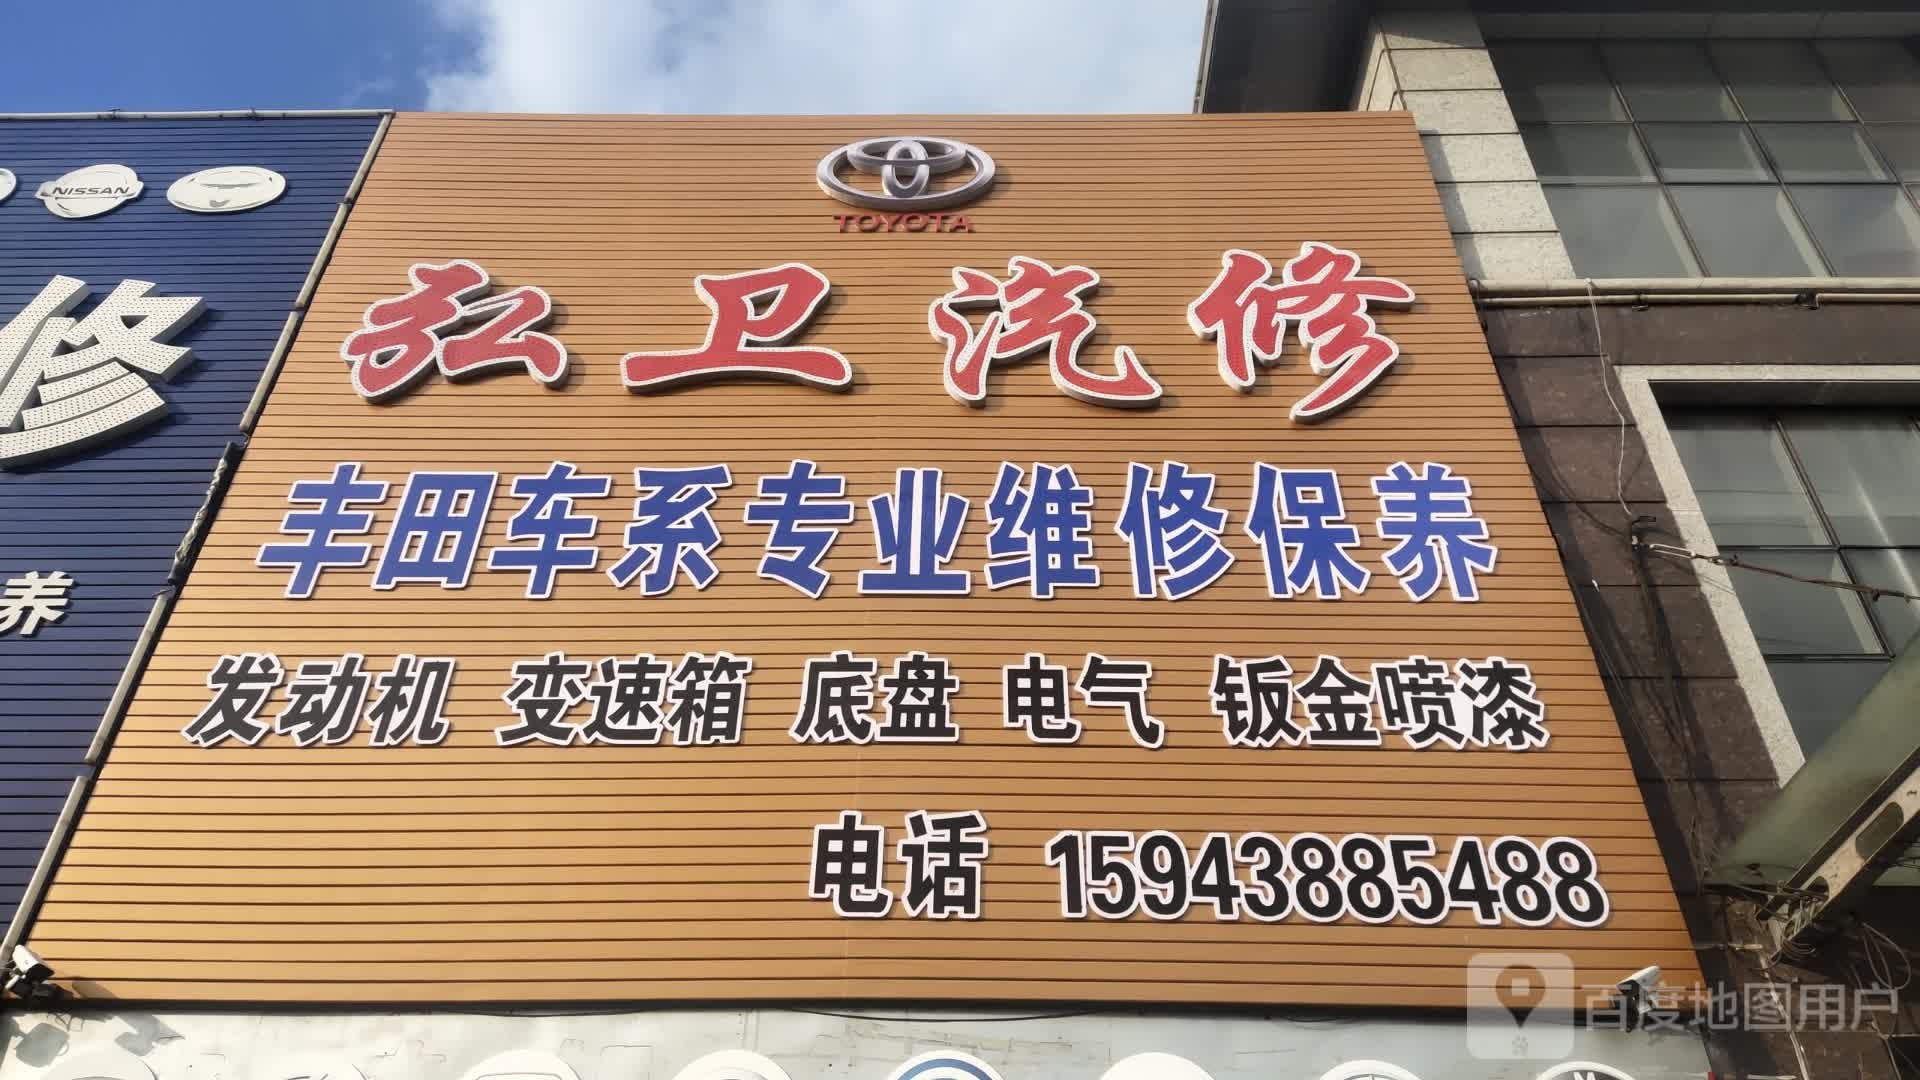 NISSAN
修
养
TOYOTA
弘卫汽修
丰田车系专业维修保养
发动机 变速箱 底盘 电气 钣金喷漆
电话 15943885488
百度地图用户